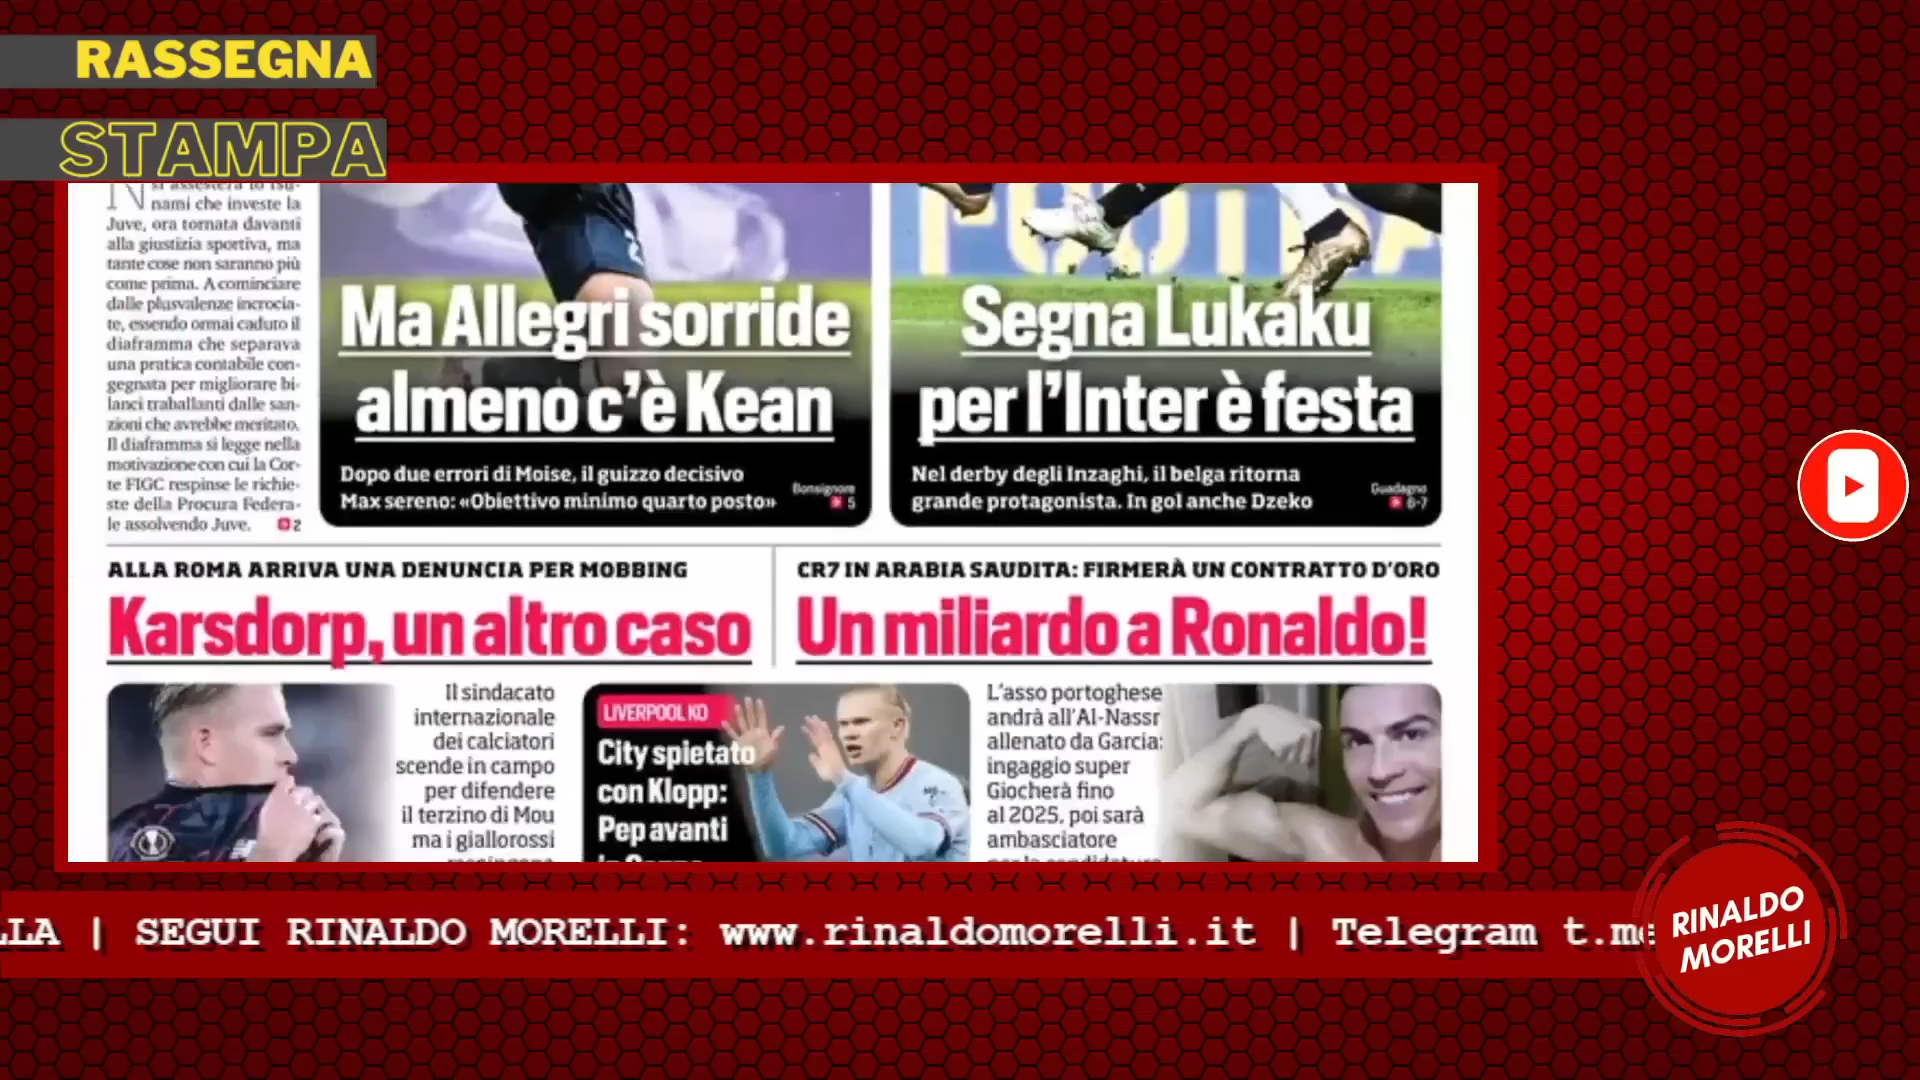 RASSEGNA
STAMPA
nami che investe la
Juve, ora tornata davanti
alla giustizia sportiva, ma
tante cose non saranno più
come prima. A cominciare
dalle plusvalenze incrocia-
te, essendo ormai caduto il
diaframma che separava
una pratica contabile con-
gegnata per migliorare bi-
lanci traballanti dalle san-
zioni che avrebbe meritato.
Il diaframma si legge nella
motivazione con cui la Cor-
te FIGC respinse le richie-
ste della Procura Federa-
le assolvendo Juve. 2
Ma Allegri sorride
almeno c'è Kean
Dopo due errori di Moise, il guizzo decisivo
Max sereno: «Obiettivo minimo quarto posto»
Bonsignore
5
Segna Lukaku
per l'Inter è festa
Nel derby degli Inzaghi, il belga ritorna
grande protagonista. In gol anche Dzeko
Guadagno
6-7
ALLA ROMA ARRIVA UNA DENUNCIA PER MOBBING
Karsdorp, un altro caso
Il sindacato
internazionale
dei calciatori
scende in campo
per difendere
il terzino di Mou
ma i giallorossi
LIVERPOOL KO
City spietato
con Klopp:
Pep avanti
CR7 IN ARABIA SAUDITA: FIRMERÀ UN CONTRATTO D'ORO
Un miliardo a Ronaldo!
L'asso portoghese
andrà all'Al-Nassr
allenato da Garcia:
ingaggio super
Giocherà fino
al 2025, poi sarà
ambasciatore
LLA | SEGUI RINALDO MORELLI: www.rinaldomorelli.it | Telegram t.me
RINALDO
MORELLI